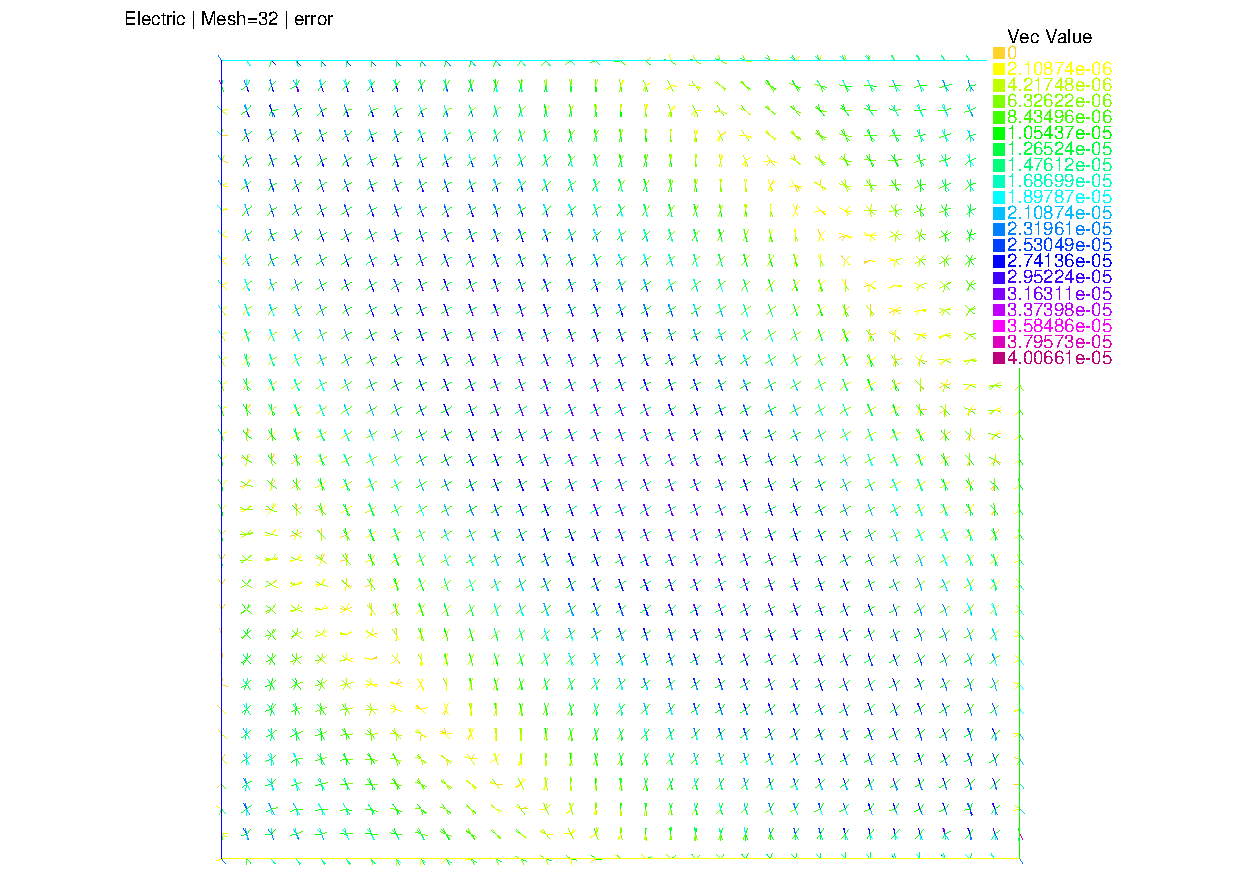 Electric | Mesh=32 | error
Vec Value
0
2.10874e-06
4.21748e-06
6.32622e-06
8.43496e-06
1.05437e-05
1.26524e-05
1.47612e-05
1.68699e-05
1.89787e-05
2.10874e-05
2.31961e-05
2.53049e-05
2.74136e-05
2.95224e-05
3.16311e-05
3.37398e-05
3.58486e-05
3.79573e-05
4.00661e-05